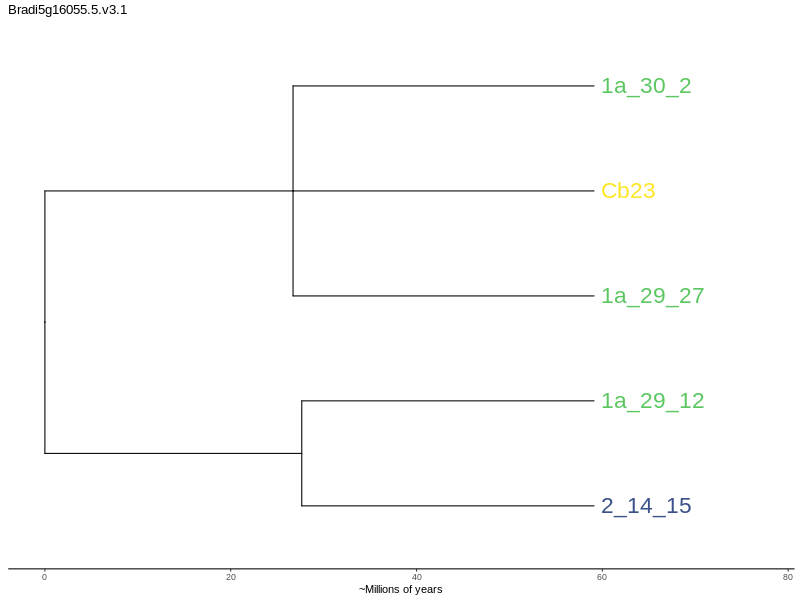 Bradi5g16055.5.v3.1
1a_30_2
Cb23
1a_29_27
1a_29_12
2_14_15
0 20 40 60 80
~Millions of years